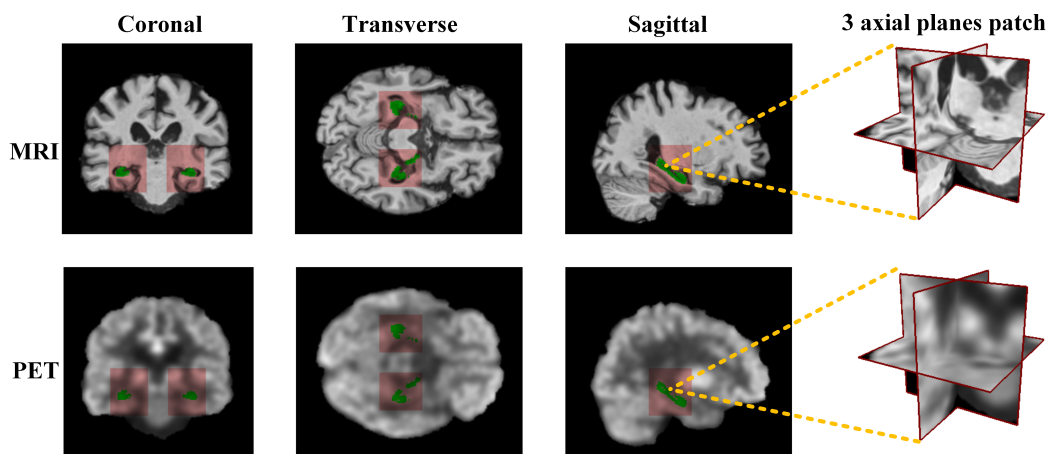 Coronal
Transverse
Sagittal
3 axial planes patch
MRI
PET